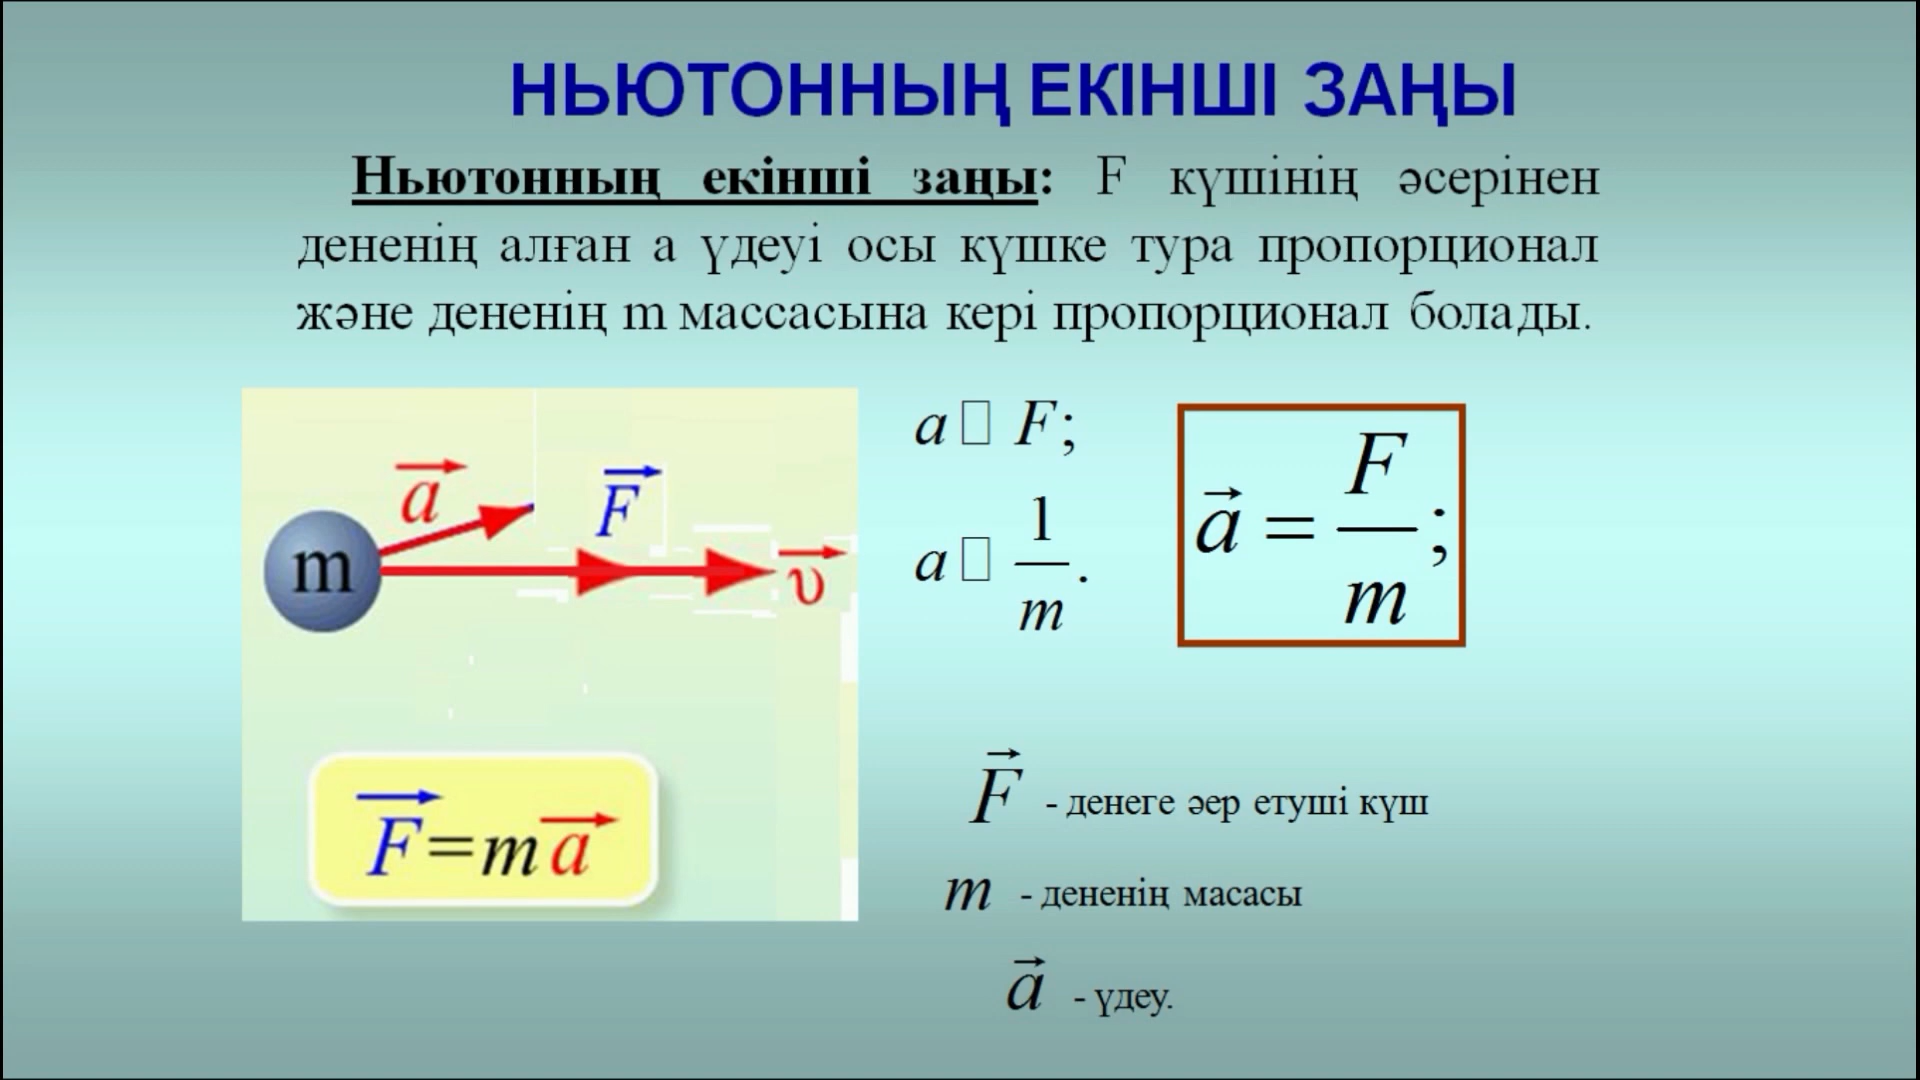 НЬЮТОННЫҢ ЕКІНШІ ЗАҢЫ
Ньютонның екінші заңы: F күшінің әсерінен
дененің алған a үдеуі осы күшке тура пропорционал
және дененің m массасына кері пропорционал болады.
a⃗
F⃗
m
υ⃗
F⃗=ma⃗
a□ F;
a□ 1/m.
a⃗ = F/m;
F⃗ - денеге әер етуші күш
m - дененің масасы
a⃗ - үдеу.